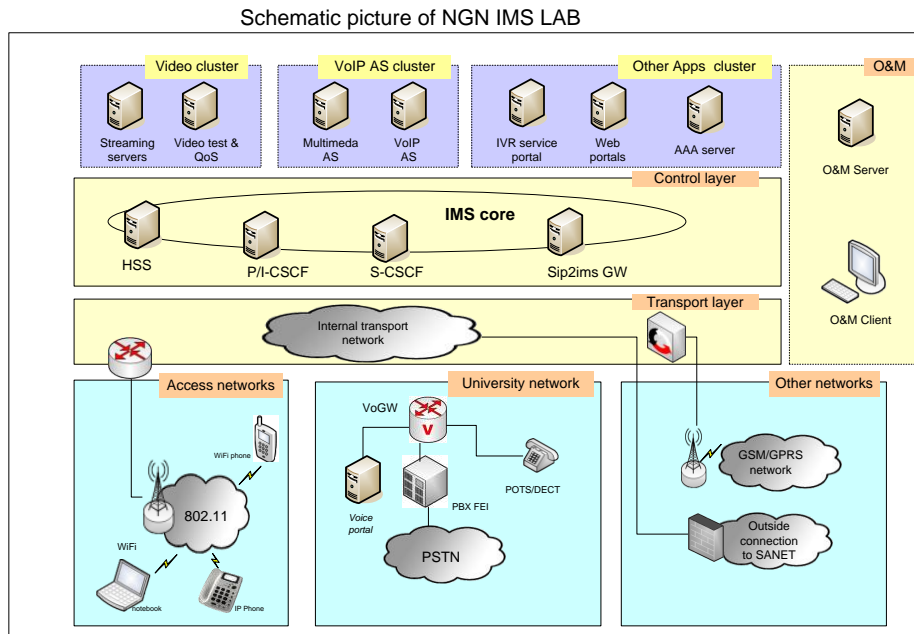 Schematic picture of NGN IMS LAB
Video cluster
VoIP AS cluster
Other Apps  cluster
O&M
Streaming
servers
Video test &
QoS
Multimeda
AS
VoIP
AS
IVR service
portal
Web
portals
AAA server
O&M Server
Control layer
IMS core
HSS
P/I-CSCF
S-CSCF
Sip2ims GW
O&M Client
Transport layer
Internal transport
network
Access networks
University network
Other networks
WiFi phone
802.11
WiFi
notebook
IP Phone
VoGW
V
Voice
portal
PBX FEI
POTS/DECT
PSTN
GSM/GPRS
network
Outside
connection
to SANET